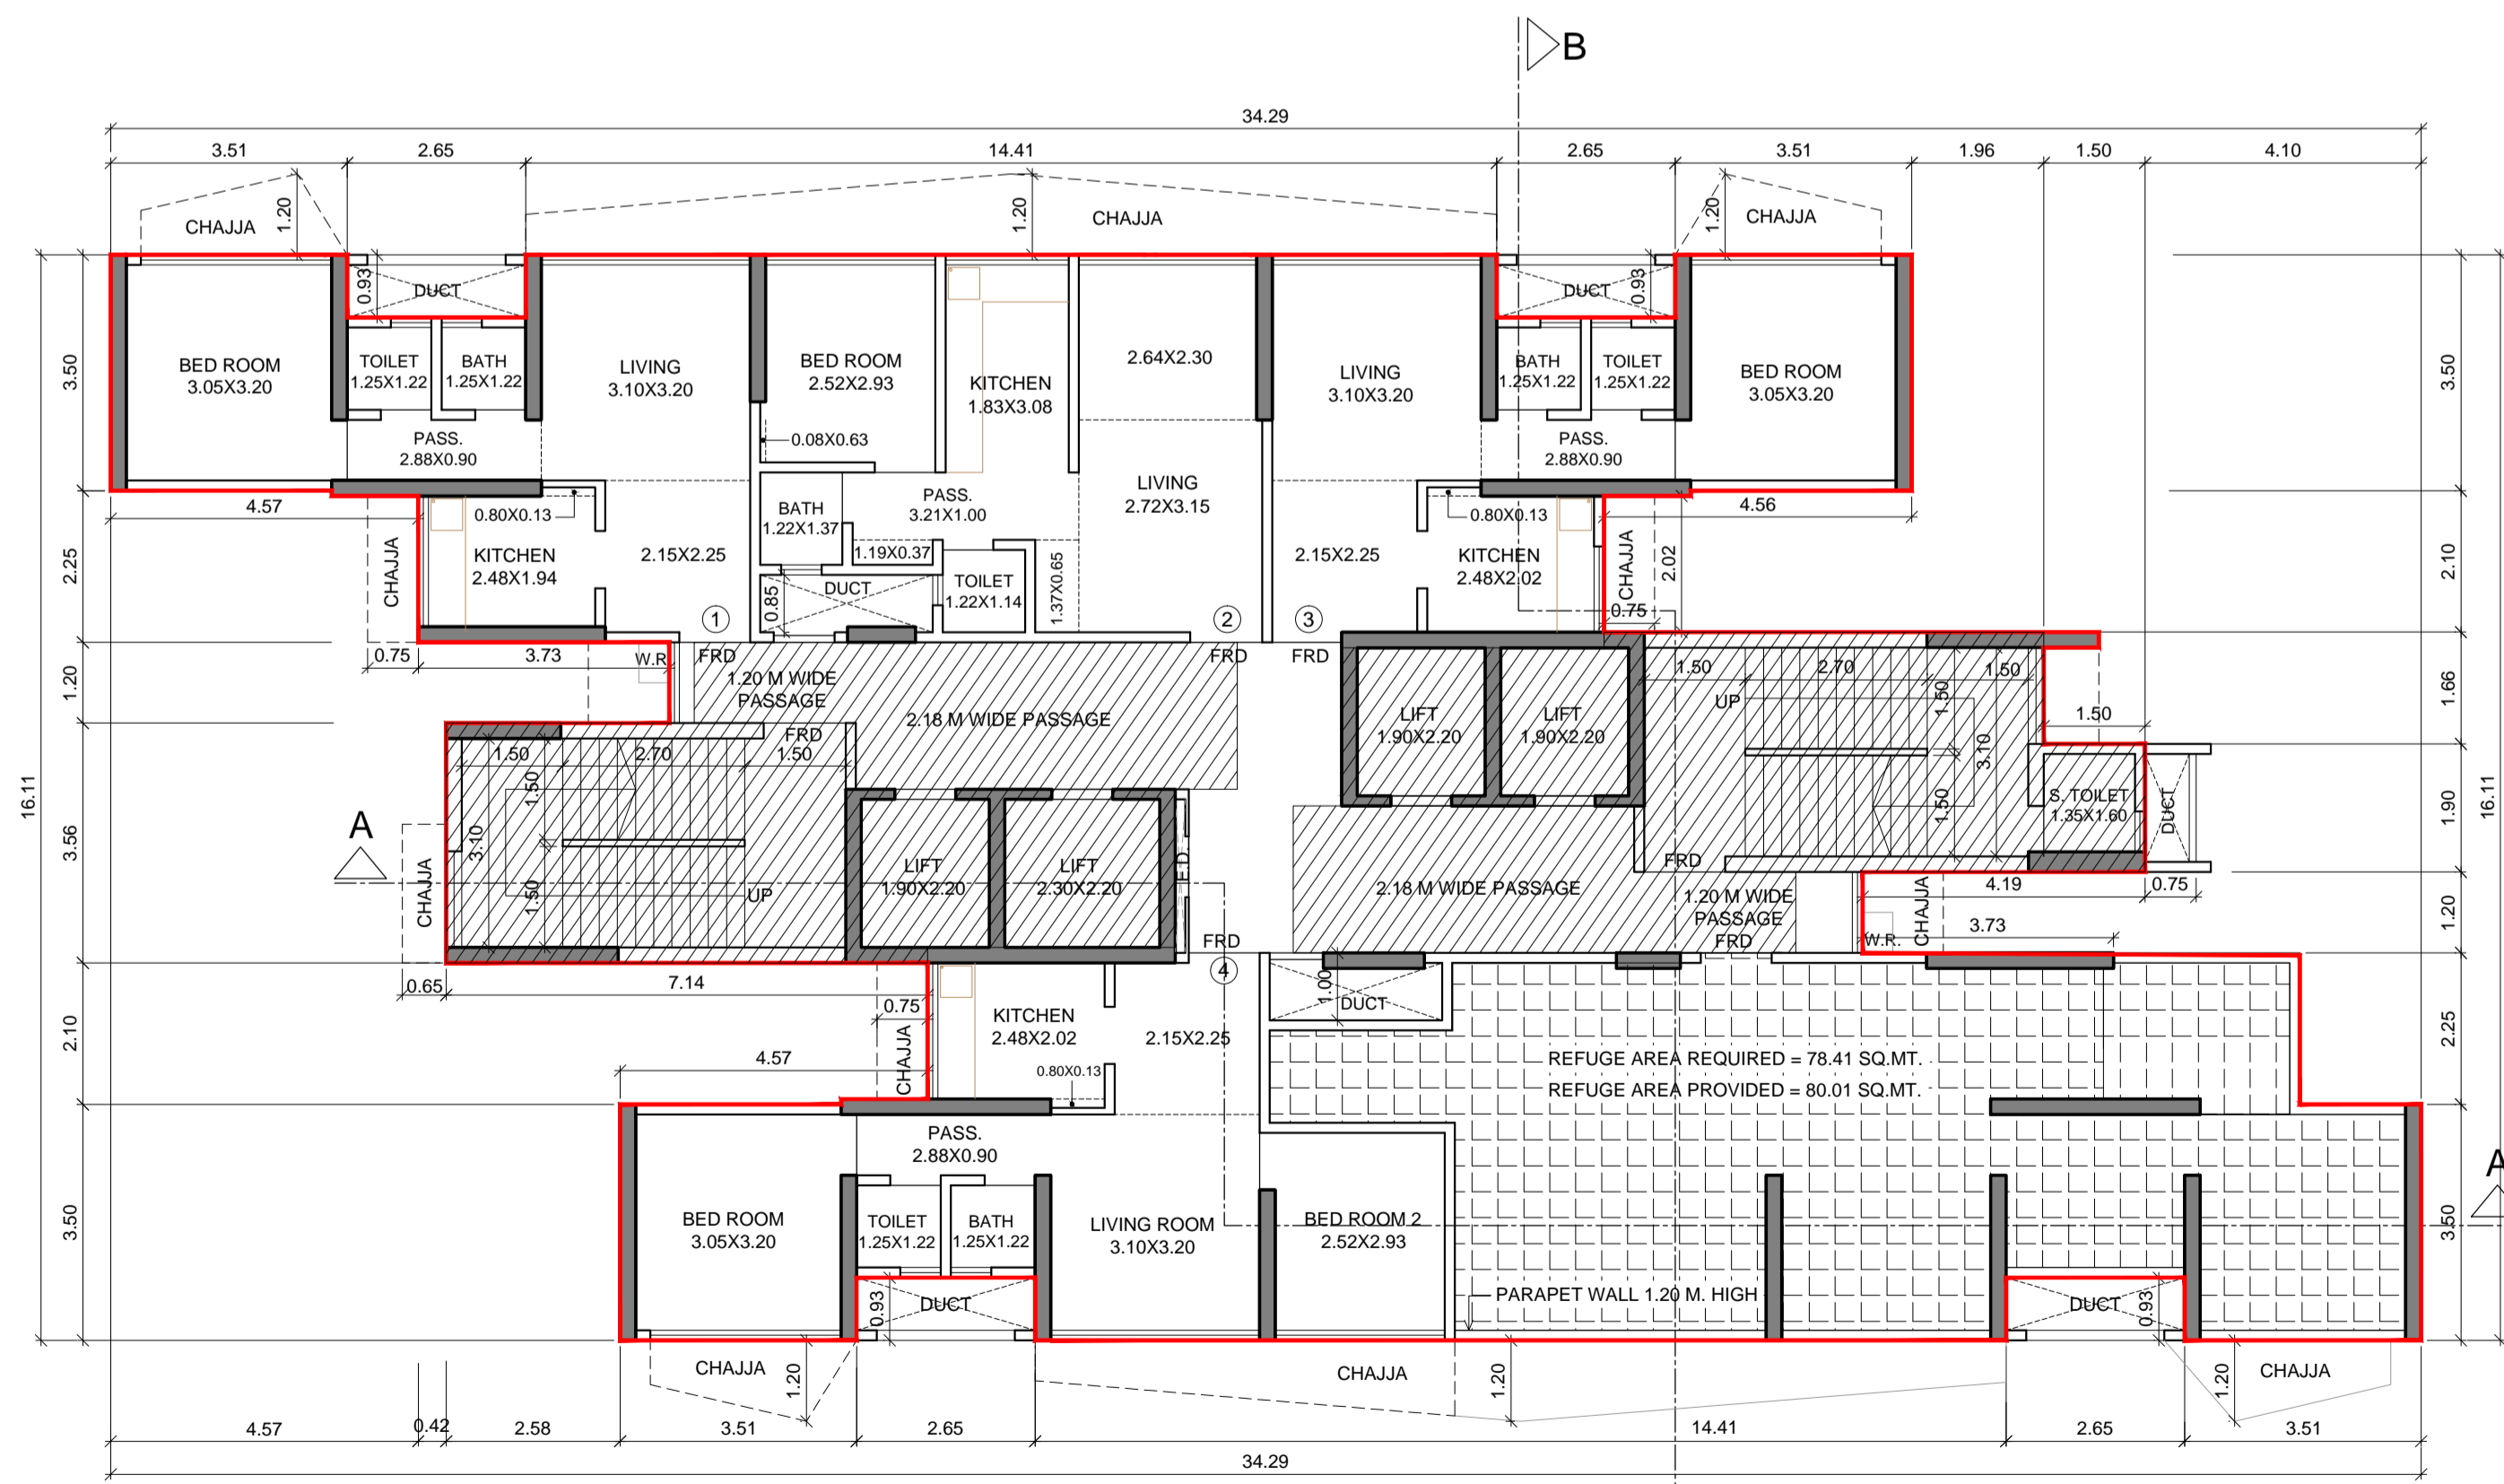 B
34.29
3.51 2.65 14.41 2.65 3.51 1.96 1.50 4.10
CHAJJA 1.20 1.20 CHAJJA 1.20 CHAJJA
0.93 DUCT DUCT 0.93
3.50 3.50
BED ROOM
3.05X3.20
TOILET
1.25X1.22
BATH
1.25X1.22
LIVING
3.10X3.20
BED ROOM
2.52X2.93
KITCHEN
1.83X3.08
2.64X2.30
LIVING
3.10X3.20
BATH
1.25X1.22
TOILET
1.25X1.22
BED ROOM
3.05X3.20
PASS.
2.88X0.90
0.08X0.63
PASS.
2.88X0.90
4.57
0.80X0.13
BATH
1.22X1.37
PASS.
3.21X1.00
LIVING
2.72X3.15
0.80X0.13
4.56
2.25
CHAJJA
KITCHEN
2.48X1.94
2.15X2.25
1.19X0.37
DUCT
0.85
TOILET
1.22X1.14
1.37X0.65
2.15X2.25
KITCHEN
2.48X2.02
CHAJJA
2.02
0.75
2.10
1 2 3
0.75 3.73 W.R. FRD FRD FRD
1.20
1.20 M WIDE
PASSAGE
2.18 M WIDE PASSAGE
FRD
LIFT
1.90X2.20
LIFT
1.90X2.20
1.50 2.70 1.50
UP
1.50
3.10
1.50
1.66
1.50
16.11 16.11
1.50 2.70 1.50
1.50
3.10
1.50
UP
3.56
A
CHAJJA
LIFT
1.90X2.20
LIFT
2.30X2.20
F.D.
S. TOILET
1.35X1.60
DUCT
1.90
FRD
2.18 M WIDE PASSAGE
1.20 M WIDE
PASSAGE
FRD
4.19 0.75
CHAJJA
3.73
W.R.
1.20
FRD
4
0.65 7.14
0.75
CHAJJA
4.57
2.10
KITCHEN
2.48X2.02
2.15X2.25
0.80X0.13
1.00
DUCT
2.25
REFUGE AREA REQUIRED = 78.41 SQ.MT.
REFUGE AREA PROVIDED = 80.01 SQ.MT.
PASS.
2.88X0.90
A
3.50 3.50
BED ROOM
3.05X3.20
TOILET
1.25X1.22
BATH
1.25X1.22
LIVING ROOM
3.10X3.20
BED ROOM 2
2.52X2.93
PARAPET WALL 1.20 M. HIGH
0.93 DUCT DUCT 0.93
CHAJJA 1.20 CHAJJA 1.20 1.20 CHAJJA
4.57 0.42 2.58 3.51 2.65 14.41 2.65 3.51
34.29